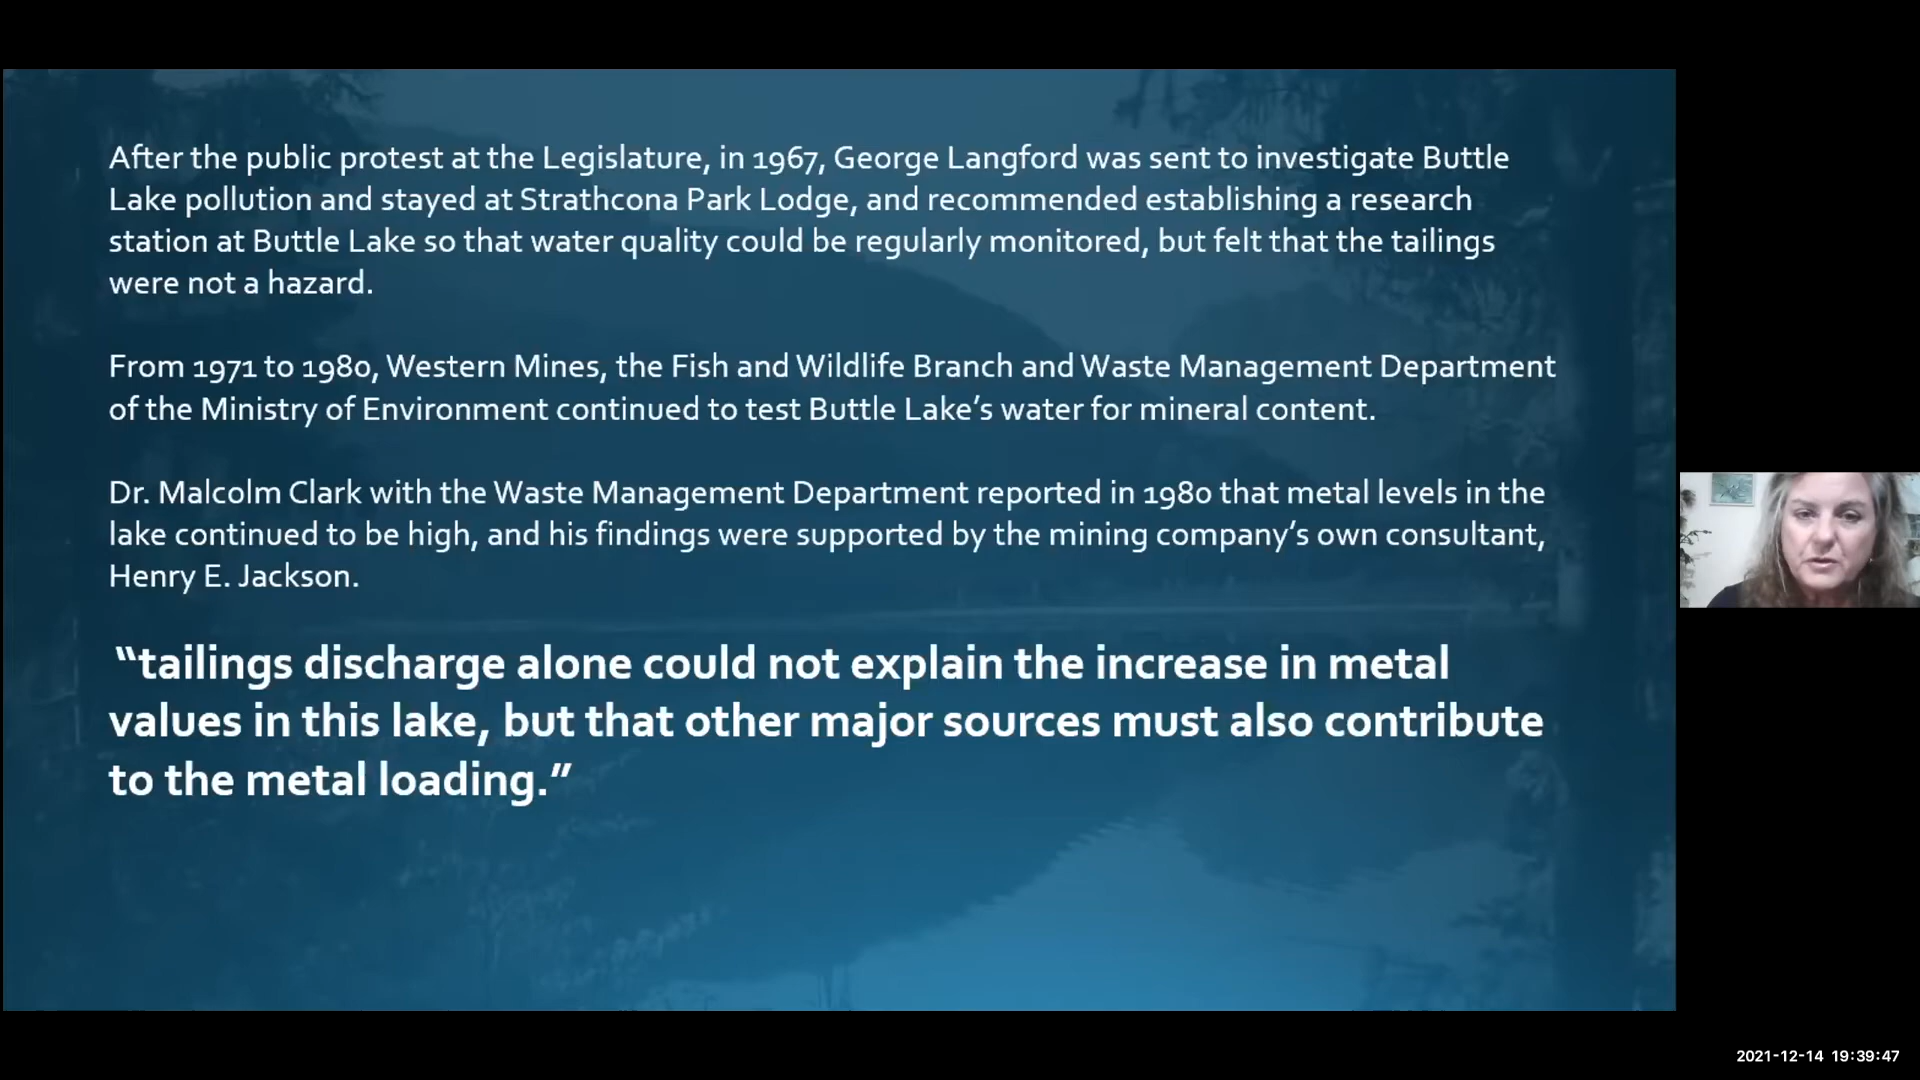 After the public protest at the Legislature, in 1967, George Langford was sent to investigate Buttle
Lake pollution and stayed at Strathcona Park Lodge, and recommended establishing a research
station at Buttle Lake so that water quality could be regularly monitored, but felt that the tailings
were not a hazard.
From 1971 to 1980, Western Mines, the Fish and Wildlife Branch and Waste Management Department
of the Ministry of Environment continued to test Buttle Lake’s water for mineral content.
Dr. Malcolm Clark with the Waste Management Department reported in 1980 that metal levels in the
lake continued to be high, and his findings were supported by the mining company’s own consultant,
Henry E. Jackson.
“tailings discharge alone could not explain the increase in metal
values in this lake, but that other major sources must also contribute
to the metal loading.”
2021-12-14 19:39:47